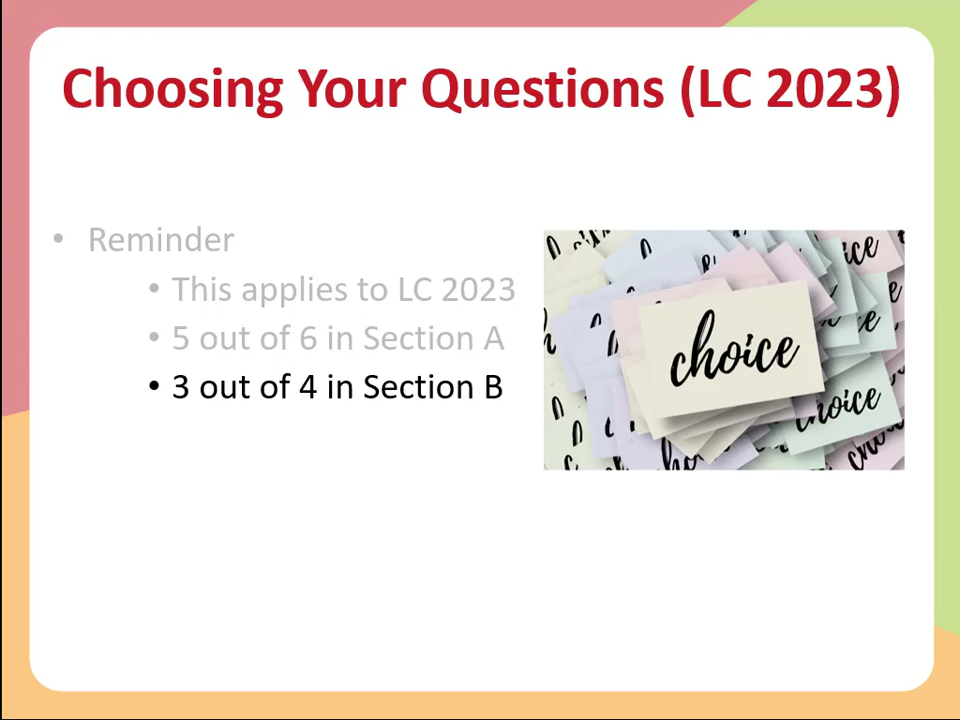 Choosing Your Questions (LC 2023)
• Reminder
• This applies to LC 2023
• 5 out of 6 in Section A
• 3 out of 4 in Section B
choice
choice